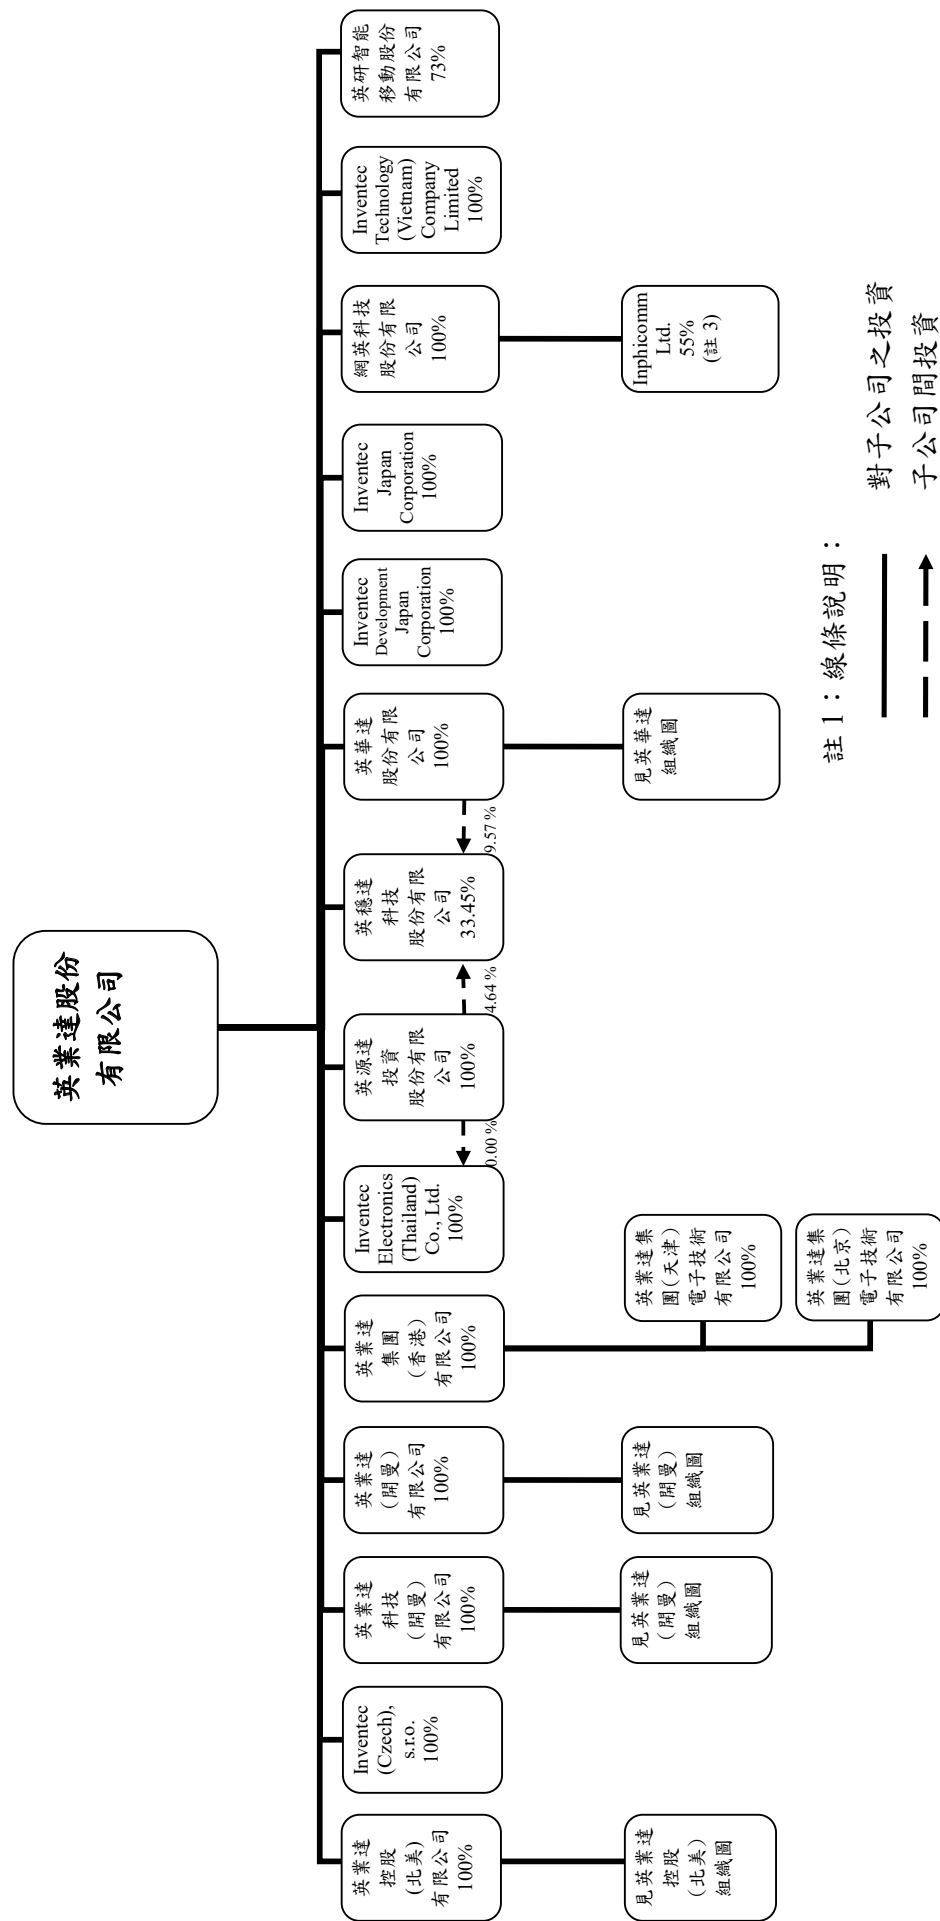 英業達股份
有限公司
英業達
控股
(北美)
有限公司
100%
Inventec
(Czech),
s.r.o.
100%
英業達
科技
(開曼)
有限公司
100%
英業達
(開曼)
有限公司
100%
英業達
集團
(香港)
有限公司
100%
Inventec
Electronics
(Thailand)
Co., Ltd.
100%
英源達
投資
股份有限
公司
100%
英穩達
科技
股份有限
公司
33.45%
英華達
股份有限
公司
100%
Inventec
Development
Japan
Corporation
100%
Inventec
Japan
Corporation
100%
網英科技
股份有限
公司
100%
Inventec
Technology
(Vietnam)
Company
Limited
100%
英研智能
移動股份
有限公司
73%
0.00 %
4.64 %
9.57 %
見英業達
控股
(北美)
組織圖
見英業達
(開曼)
組織圖
見英業達
(開曼)
組織圖
英業達集
團(天津)
電子技術
有限公司
100%
英業達集
團(北京)
電子技術
有限公司
100%
見英華達
組織圖
Inphicomm
Ltd.
55%
(註 3)
註 1：線條說明：
對子公司之投資
子公司間投資